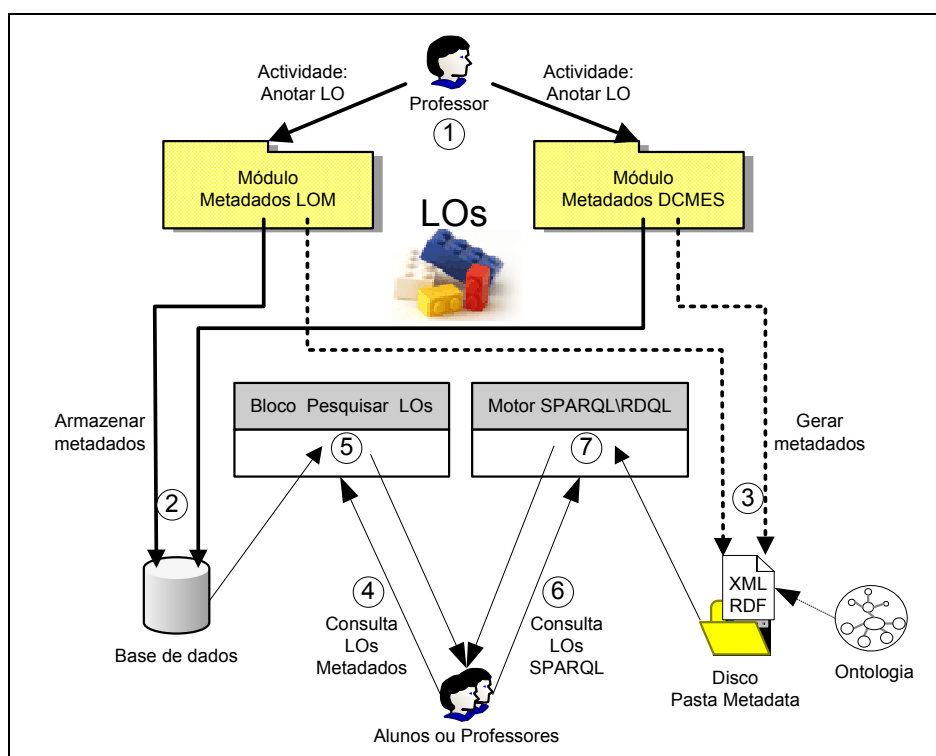 Actividade:
Anotar LO
Actividade:
Anotar LO
Professor
1
Módulo
Metadados LOM
Módulo
Metadados DCMES
LOs
Armazenar
metadados
Bloco Pesquisar LOs
5
Motor SPARQL\RDQL
7
Gerar
metadados
2
3
XML
RDF
4
Consulta
LOs
Metadados
6
Consulta
LOs
SPARQL
Base de dados
Disco
Pasta Metadata
Ontologia
Alunos ou Professores